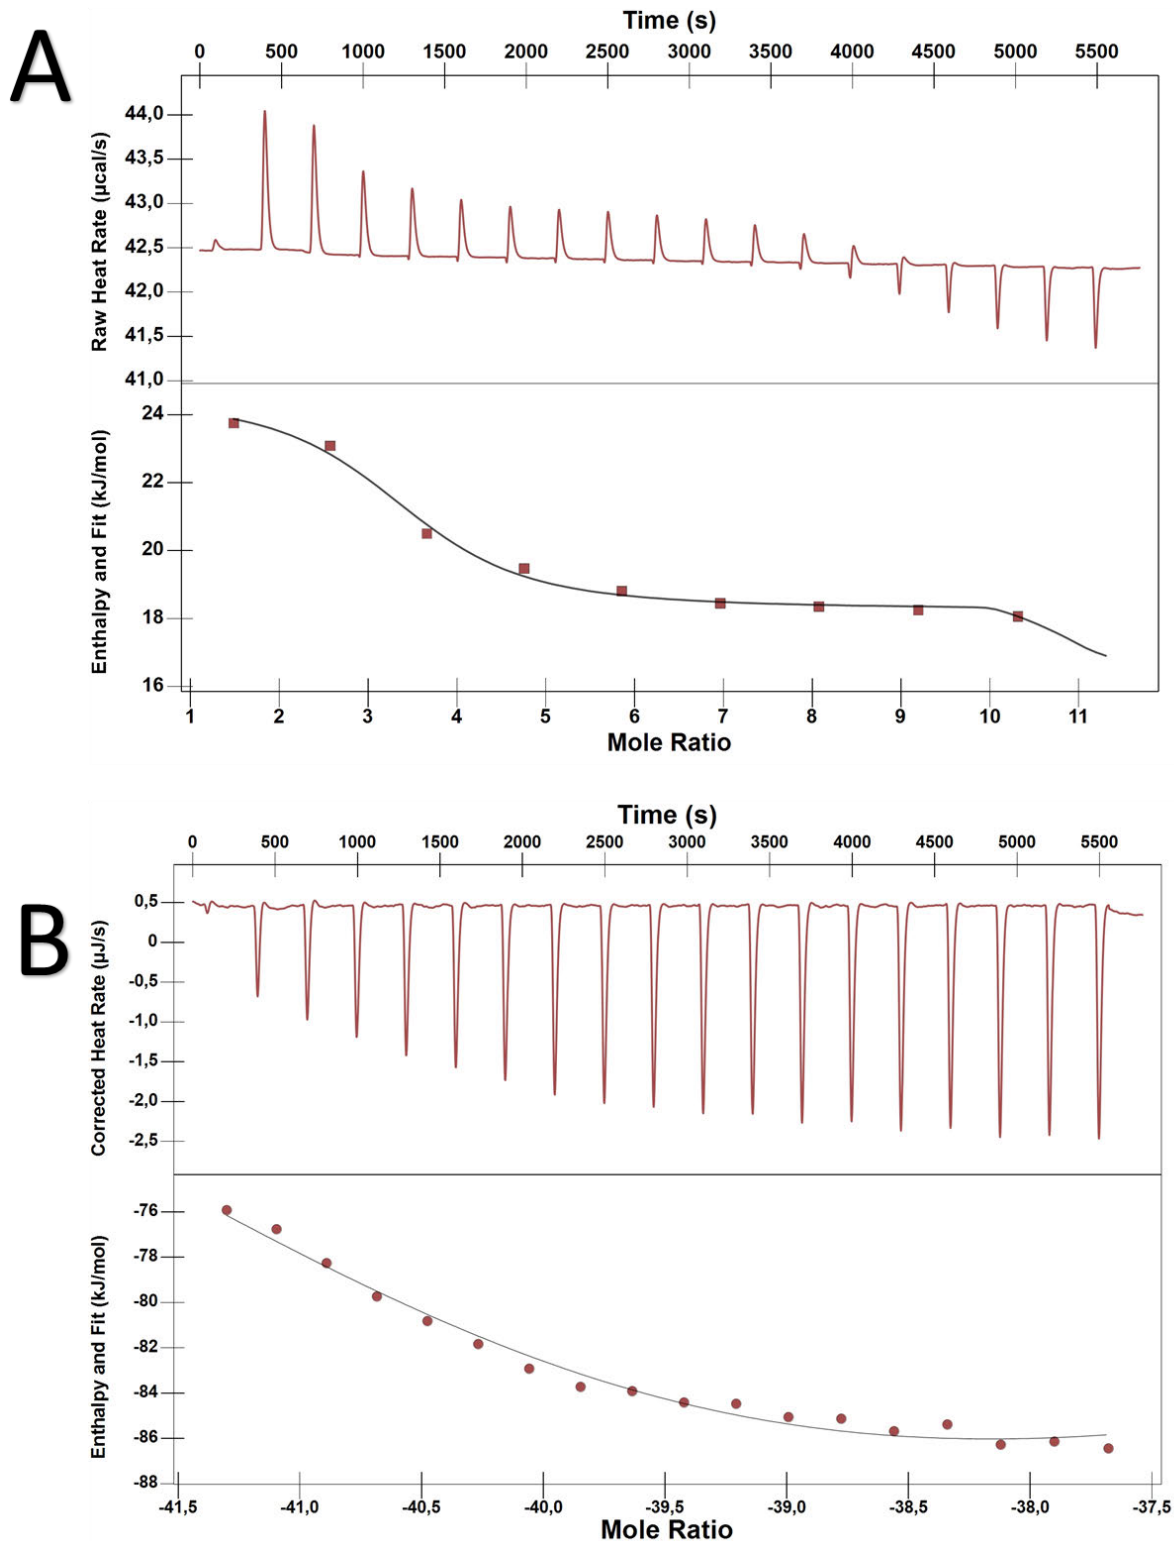 A
Time (s)
0 500 1000 1500 2000 2500 3000 3500 4000 4500 5000 5500
Raw Heat Rate (µcal/s)
44,0
43,5
43,0
42,5
42,0
41,5
41,0
Enthalpy and Fit (kJ/mol)
24
22
20
18
16
1 2 3 4 5 6 7 8 9 10 11
Mole Ratio
B
Time (s)
0 500 1000 1500 2000 2500 3000 3500 4000 4500 5000 5500
Corrected Heat Rate (µJ/s)
0,5
0
-0,5
-1,0
-1,5
-2,0
-2,5
Enthalpy and Fit (kJ/mol)
-76
-78
-80
-82
-84
-86
-88
-41,5 -41,0 -40,5 -40,0 -39,5 -39,0 -38,5 -38,0 -37,5
Mole Ratio